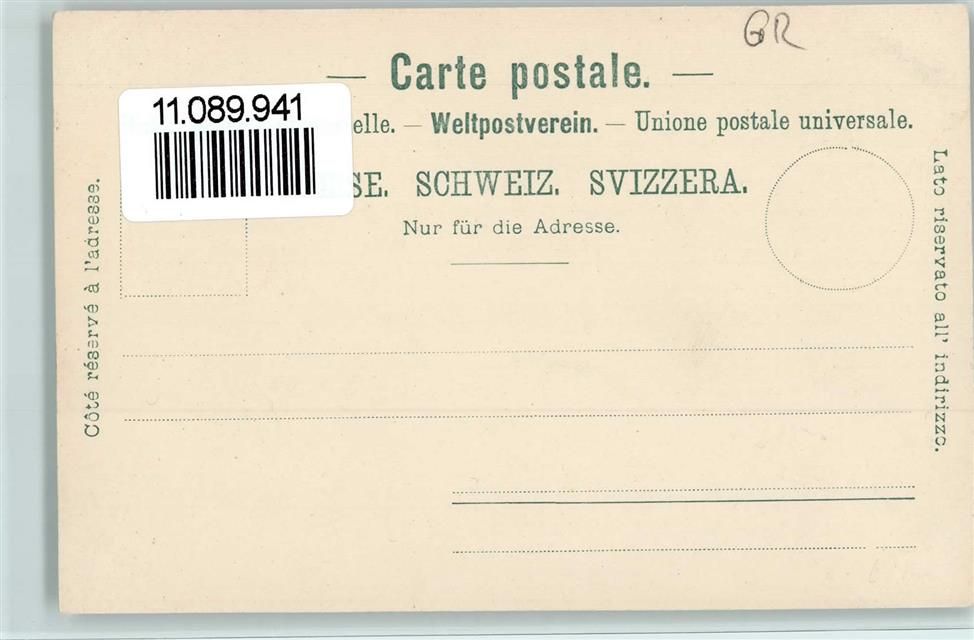 GR
— Carte postale. —
11.089.941
elle. — Weltpostverein. — Unione postale universale.
SE. SCHWEIZ. SVIZZERA.
Nur für die Adresse.
Côté réservé à l'adresse.
Lato riservato all' indirizzo.